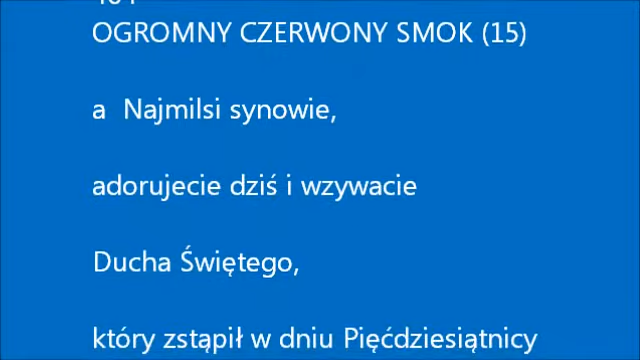 OGROMNY CZERWONY SMOK (15)
a Najmilsi synowie,
adorujecie dziś i wzywacie
Ducha Świętego,
który zstąpił w dniu Pięćdziesiątnicy